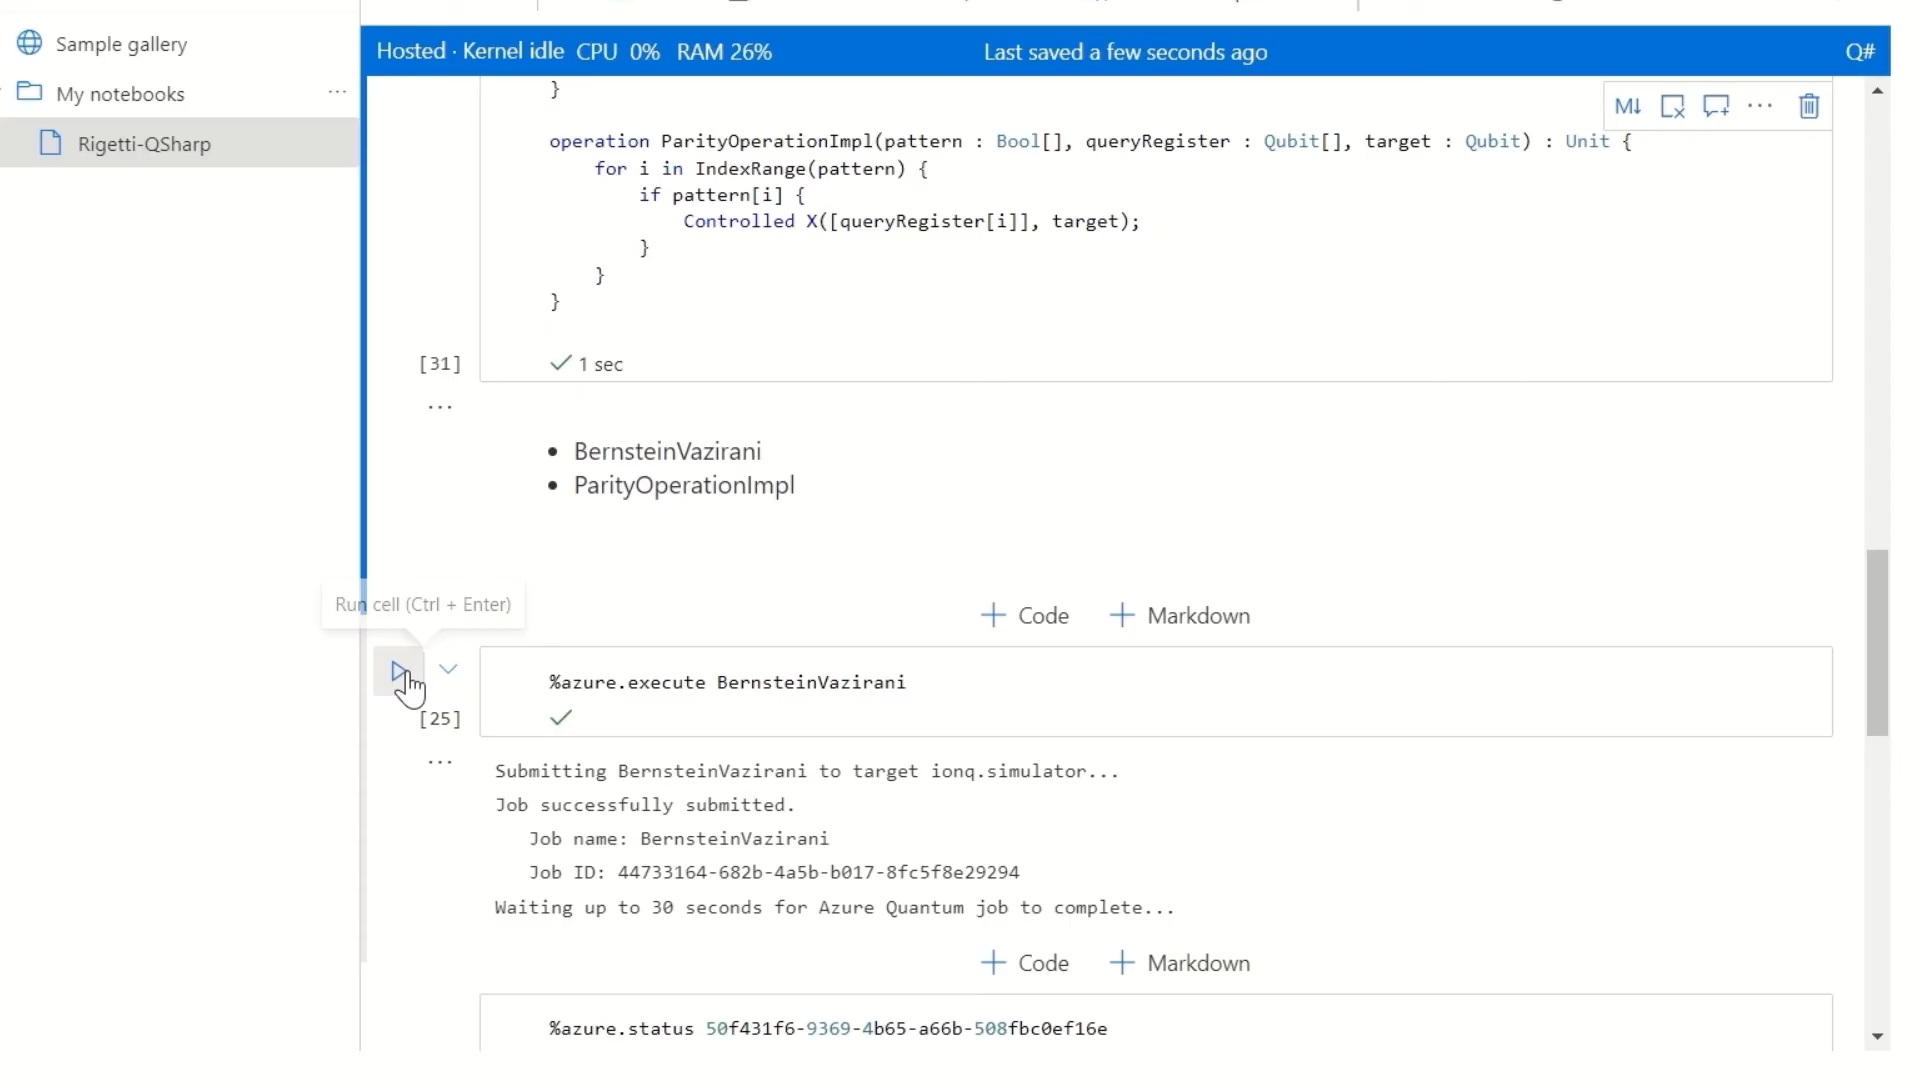 Sample gallery
My notebooks
...
Rigetti-QSharp
Hosted · Kernel idle CPU 0% RAM 26%
Last saved a few seconds ago
Q#
M↓
...
}
operation ParityOperationImpl(pattern : Bool[], queryRegister : Qubit[], target : Qubit) : Unit {
for i in IndexRange(pattern) {
if pattern[i] {
Controlled X([queryRegister[i]], target);
}
}
}
[31]
✓ 1 sec
...
• BernsteinVazirani
• ParityOperationImpl
Run cell (Ctrl + Enter)
+ Code + Markdown
%azure.execute BernsteinVazirani
[25]
✓
...
Submitting BernsteinVazirani to target ionq.simulator...
Job successfully submitted.
Job name: BernsteinVazirani
Job ID: 44733164-682b-4a5b-b017-8fc5f8e29294
Waiting up to 30 seconds for Azure Quantum job to complete...
+ Code + Markdown
%azure.status 50f431f6-9369-4b65-a66b-508fbc0ef16e